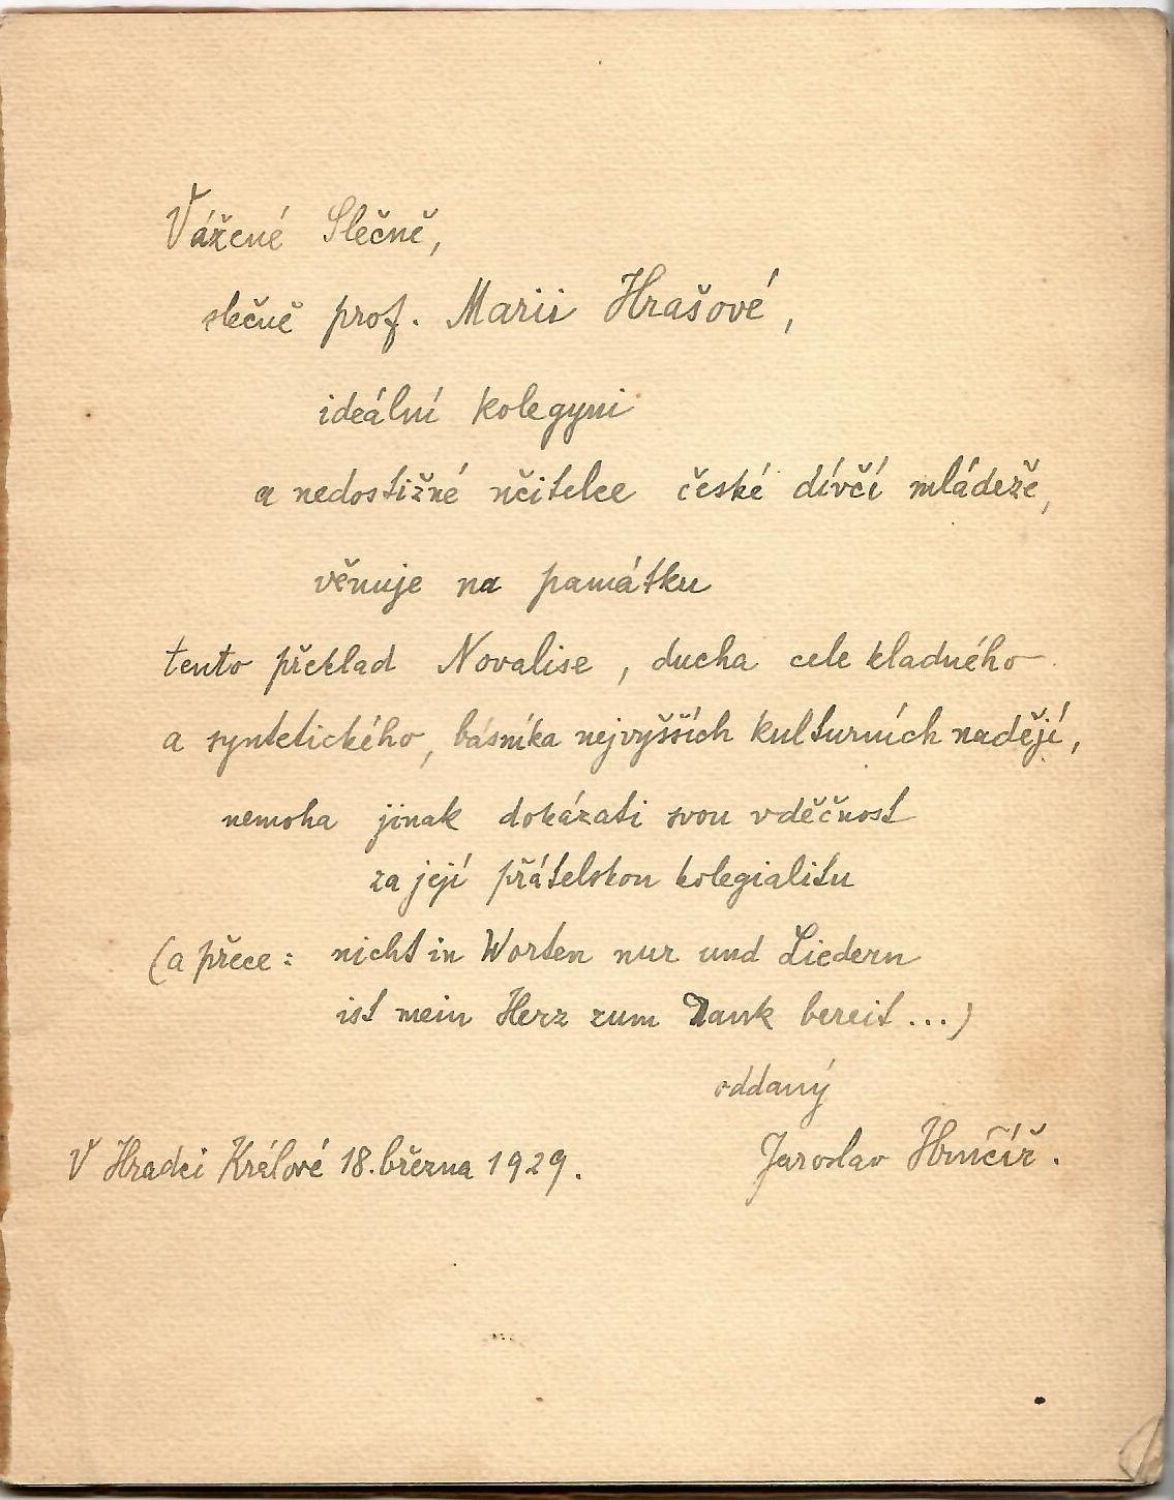 Vážené Slečně,
slečně prof. Marii Hrašové,
ideální kolegyni
a nedostižné učitelce české dívčí mládeže,
věnuje na památku
tento překlad Novalise, ducha cele kladného
a syntetického, básníka nejvyšších kulturních nadějí,
nemoha jinak dokázati svou vděčnost
za její přátelskou kolegialitu
(a přece: nicht in Worten nur und Liedern
ist mein Herz zum Dank bereit...)
oddaný
Jaroslav Hrnčíř.
V Hradci Králové 18. března 1929.